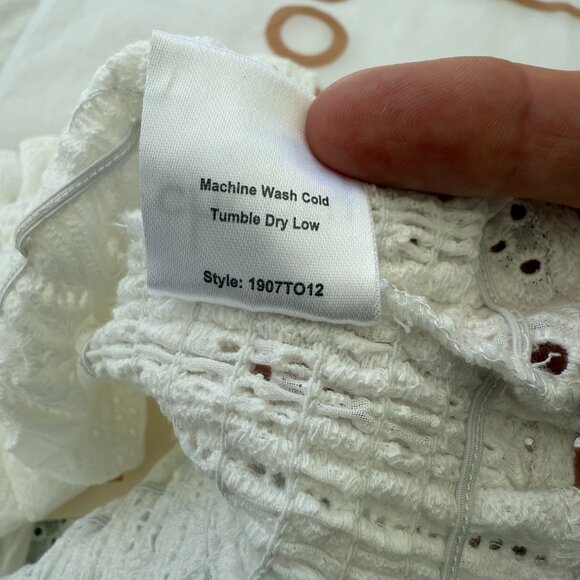 Machine Wash Cold
Tumble Dry Low
Style: 1907TO12